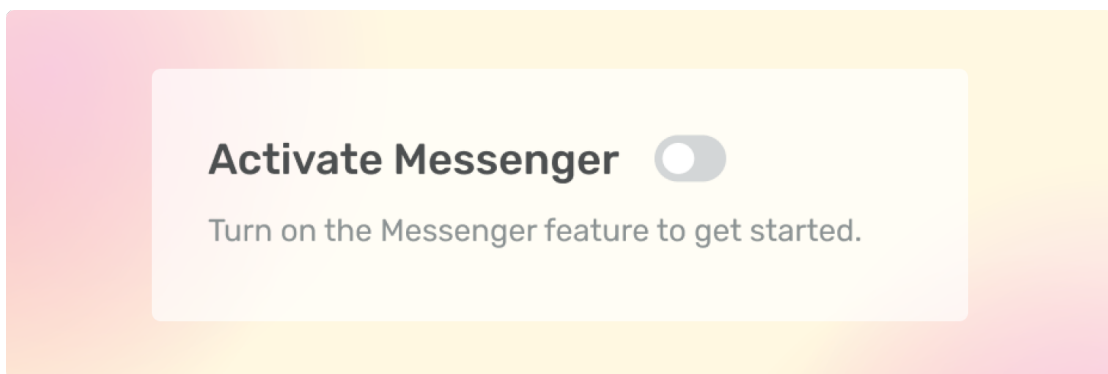 Activate Messenger
Turn on the Messenger feature to get started.